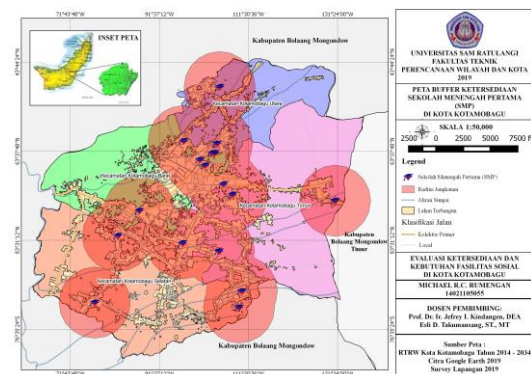 INSET PETA
Kabupaten Bolaang Mongondow
Kecamatan Kotamobagu Utara
Kecamatan Kotamobagu Barat
Kecamatan Kotamobagu Timur
Kecamatan Kotamobagu Selatan
Kabupaten
Bolaang Mongondow
Timur
Kabupaten Bolaang Mongondow
UNIVERSITAS SAM RATULANGI
FAKULTAS TEKNIK
PERENCANAAN WILAYAH DAN KOTA
2019
PETA BUFFER KETERSEDIAAN
SEKOLAH MENENGAH PERTAMA
(SMP)
DI KOTA KOTAMOBAGU
SKALA 1:50,000
2500 0 2500 5000 7500
Legend
Sekolah Menengah Pertama (SMP)
Radius Jangkauan
Aliran Sungai
Lahan Terbangun
Klasifikasi Jalan
Kolektor Primer
Local
EVALUASI KETERSEDIAAN DAN
KEBUTUHAN FASILITAS SOSIAL
DI KOTA KOTAMOBAGU
MICHAEL R.C. RUMENGAN
14021105055
DOSEN PEMBIMBING:
Prof. Dr. Ir. Jefrey I. Kindangen, DEA
Esli D. Takumansang, ST., MT
Sumber Peta :
RTRW Kota Kotamobagu Tahun 2014 - 2034
Citra Google Earth 2019
Survey Lapangan 2019